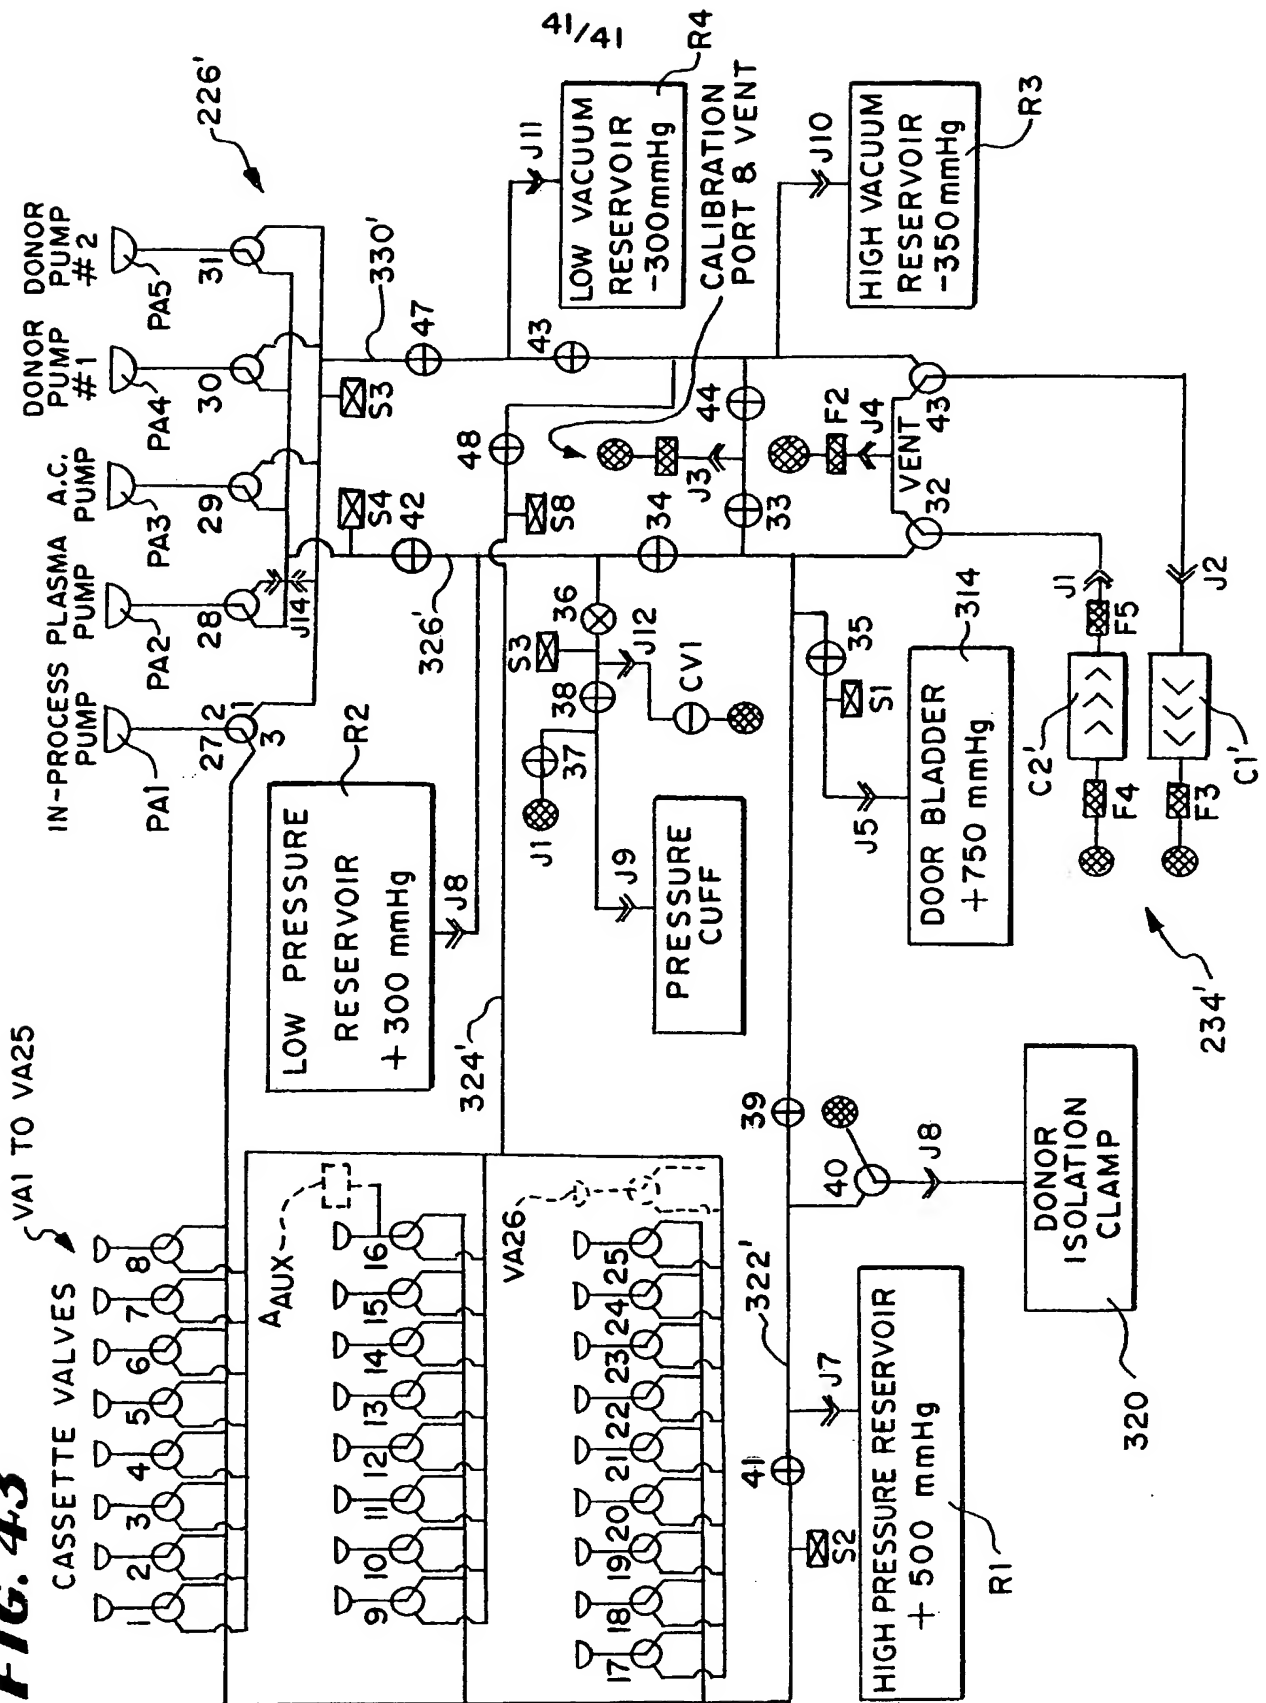 FIG. 43
41/41
VA1 TO VA25
CASSETTE VALVES
1
2
3
4
5
6
7
8
9
10
11
12
13
14
15
16
17
18
19
20
21
22
23
24
25
AAUX
VA26
IN-PROCESS
PUMP
PLASMA
PUMP
A.C.
PUMP
DONOR
PUMP
#1
DONOR
PUMP
#2
PA1
PA2
PA3
PA4
PA5
226'
27
2
1
3
28
29
30
31
J14
S4
S3
42
47
330'
326'
324'
322'
R2
LOW PRESSURE
RESERVOIR
+300 mmHg
J8
48
S8
43
J11
LOW VACUUM
RESERVOIR
-300mmHg
R4
CALIBRATION
PORT & VENT
J3
34
33
44
36
S3
38
37
J1
J12
CV1
J9
PRESSURE
CUFF
F2
J4
VENT
32
43
J10
HIGH VACUUM
RESERVOIR
-350mmHg
R3
35
S1
J5
DOOR BLADDER
+750 mmHg
314
J1
F5
C2'
F4
J2
C1'
F3
234'
39
40
J8
DONOR
ISOLATION
CLAMP
320
41
S2
J7
HIGH PRESSURE RESERVOIR
+500 mmHg
R1